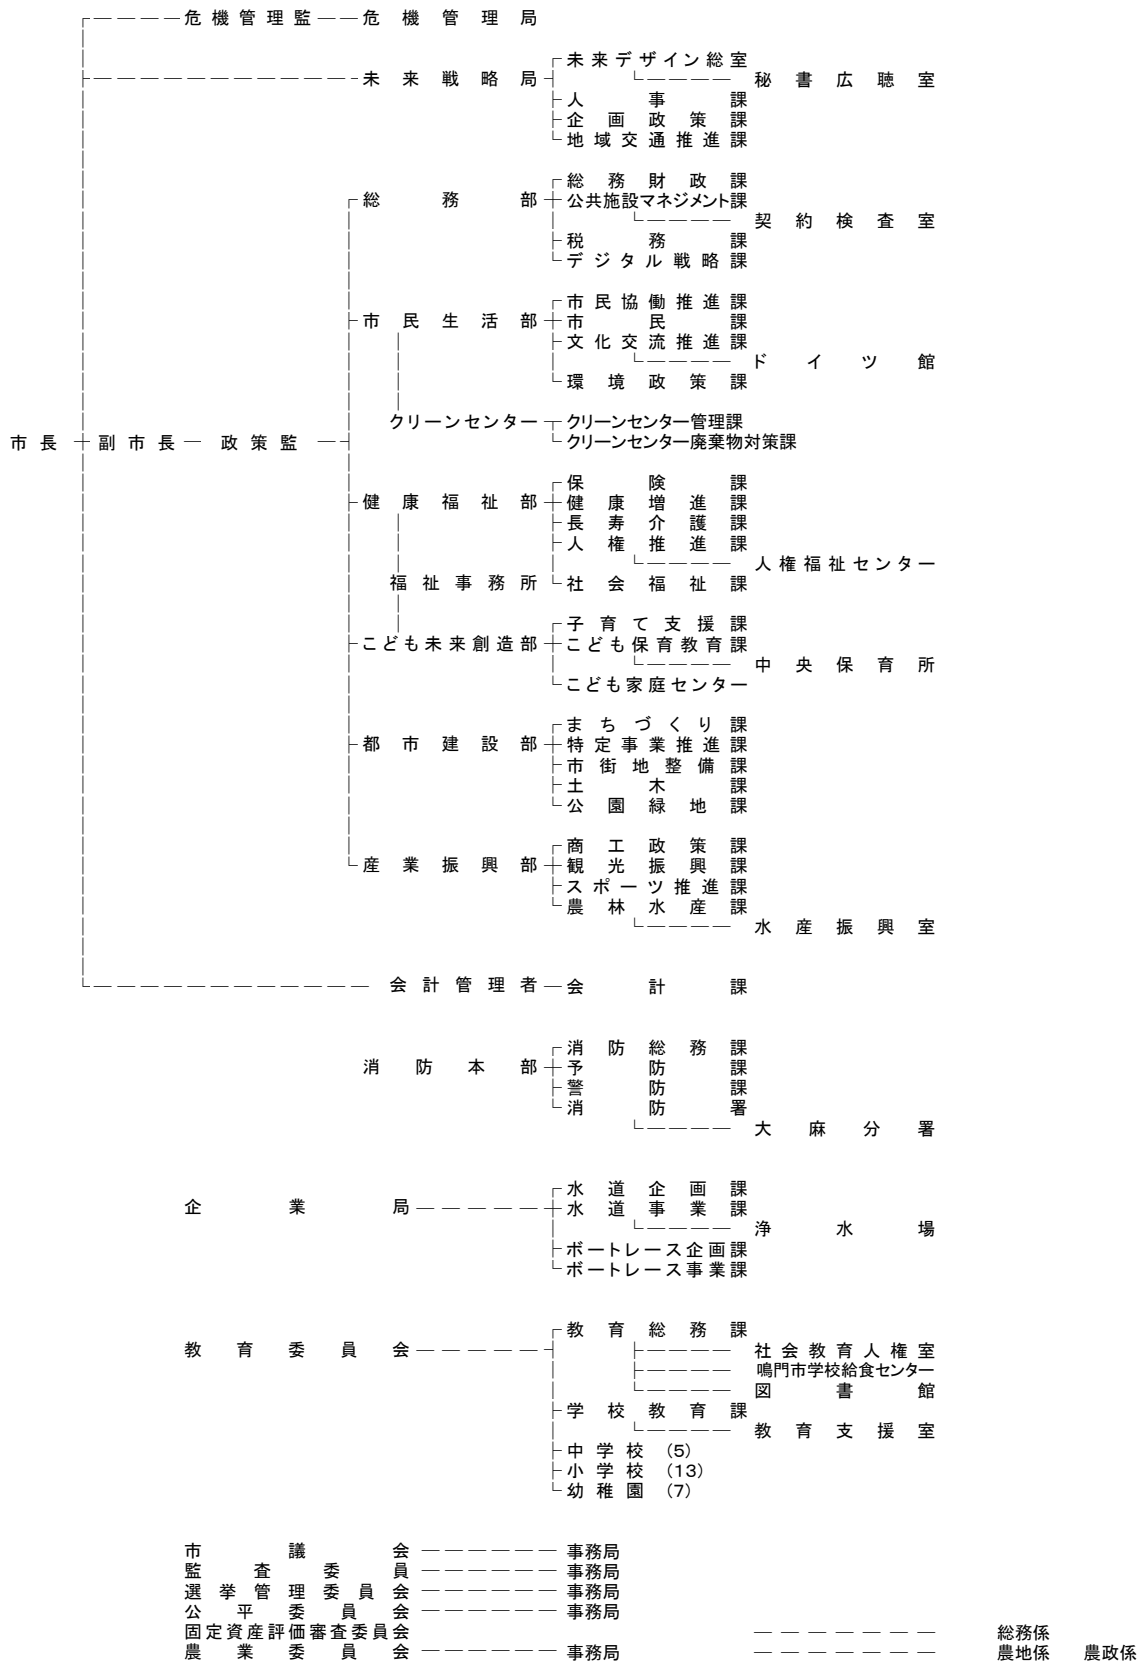 危機管理監 危機管理局
未来デザイン総室
未来戦略局 秘書広聴室
人事課
企画政策課
地域交通推進課
総務財政課
総務部 公共施設マネジメント課
契約検査室
税務課
デジタル戦略課
市民協働推進課
市民生活部 市民課
文化交流推進課
ドイツ館
環境政策課
クリーンセンター クリーンセンター管理課
市長 副市長 政策監 クリーンセンター廃棄物対策課
保険課
健康福祉部 健康増進課
長寿介護課
人権推進課
人権福祉センター
福祉事務所 社会福祉課
子育て支援課
こども未来創造部 こども保育教育課
中央保育所
こども家庭センター
まちづくり課
都市建設部 特定事業推進課
市街地整備課
土木課
公園緑地課
商工政策課
産業振興部 観光振興課
スポーツ推進課
農林水産課
水産振興室
会計管理者 会計課
消防総務課
消防本部 予防課
警防課
消防署
大麻分署
水道企画課
企業局 水道事業課
浄水場
ボートレース企画課
ボートレース事業課
教育総務課
教育委員会 社会教育人権室
鳴門市学校給食センター
図書館
学校教育課
教育支援室
中学校 (5)
小学校 (13)
幼稚園 (7)
市議会 事務局
監査委員 事務局
選挙管理委員会 事務局
公平委員会 事務局
固定資産評価審査委員会 総務係
農業委員会 事務局 農地係 農政係